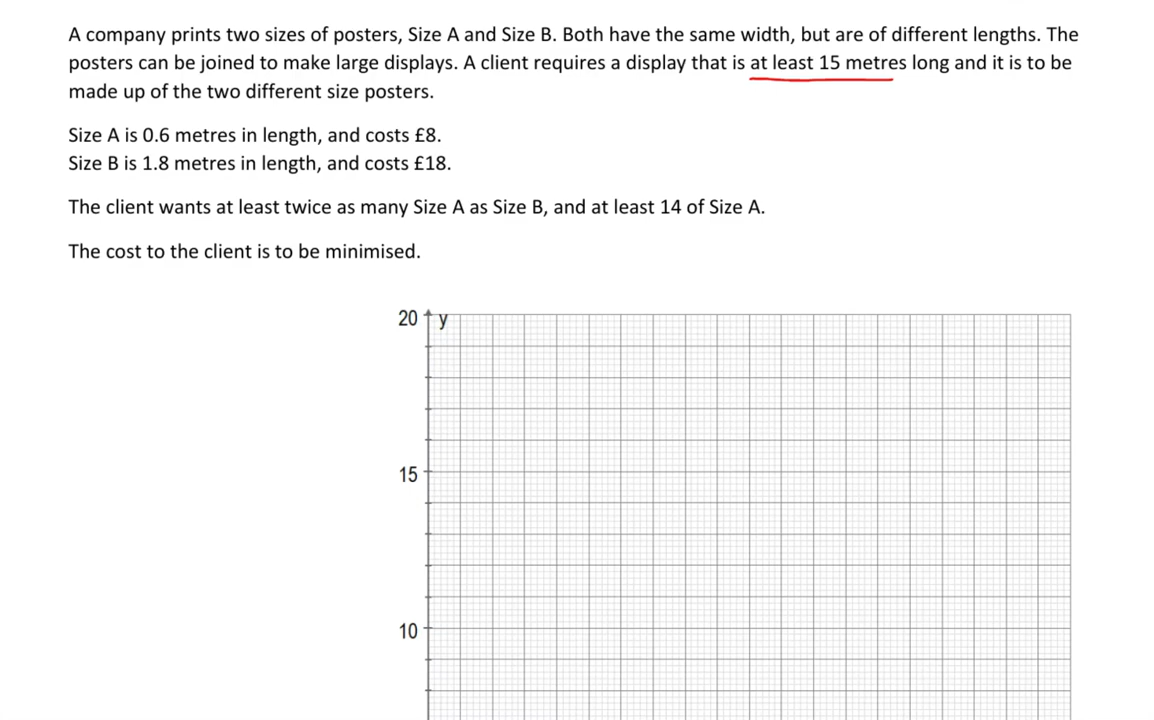 A company prints two sizes of posters, Size A and Size B. Both have the same width, but are of different lengths. The
posters can be joined to make large displays. A client requires a display that is at least 15 metres long and it is to be
made up of the two different size posters.
Size A is 0.6 metres in length, and costs £8.
Size B is 1.8 metres in length, and costs £18.
The client wants at least twice as many Size A as Size B, and at least 14 of Size A.
The cost to the client is to be minimised.
20 y
15
10